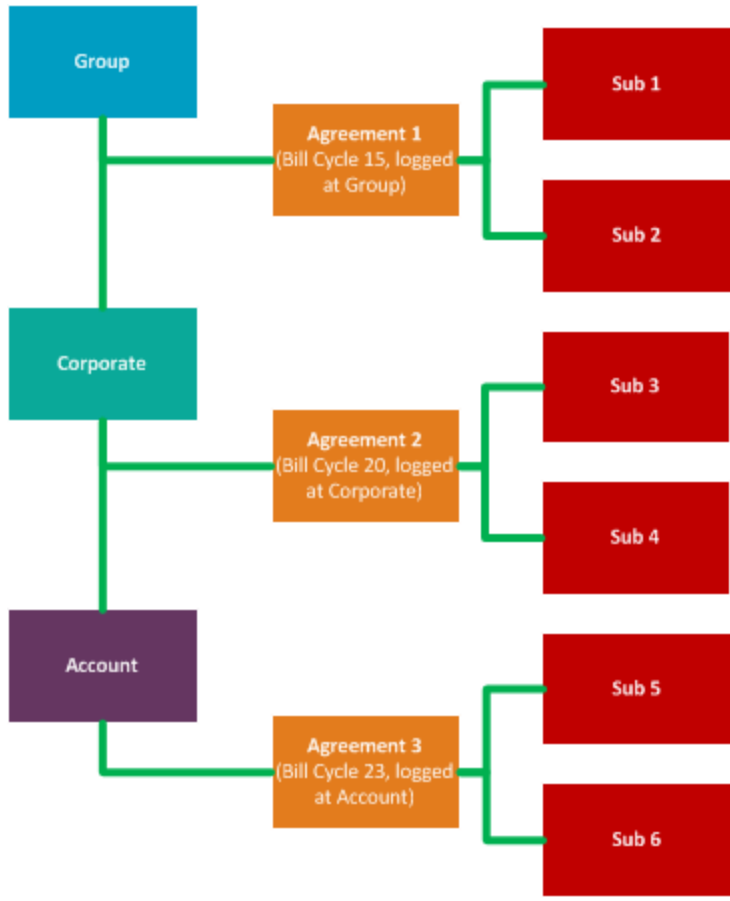 Group
Sub 1
Agreement 1
(Bill Cycle 15, logged
at Group)
Sub 2
Corporate
Sub 3
Agreement 2
(Bill Cycle 20, logged
at Corporate)
Sub 4
Account
Sub 5
Agreement 3
(Bill Cycle 23, logged
at Account)
Sub 6